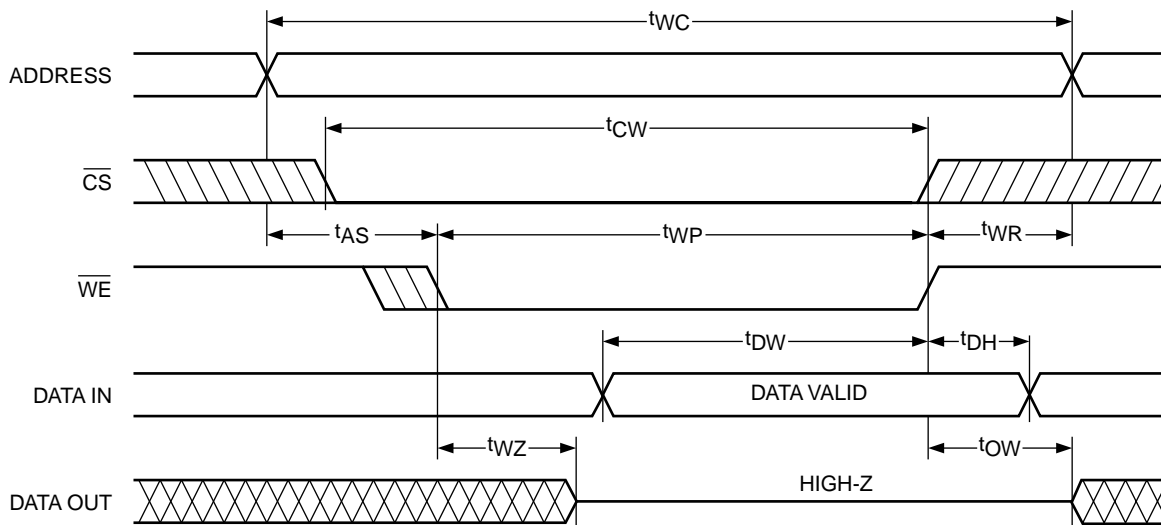 tWC
ADDRESS
tCW
CS
tAS
tWP
tWR
WE
tDW
tDH
DATA IN
DATA VALID
tWZ
tOW
HIGH-Z
DATA OUT